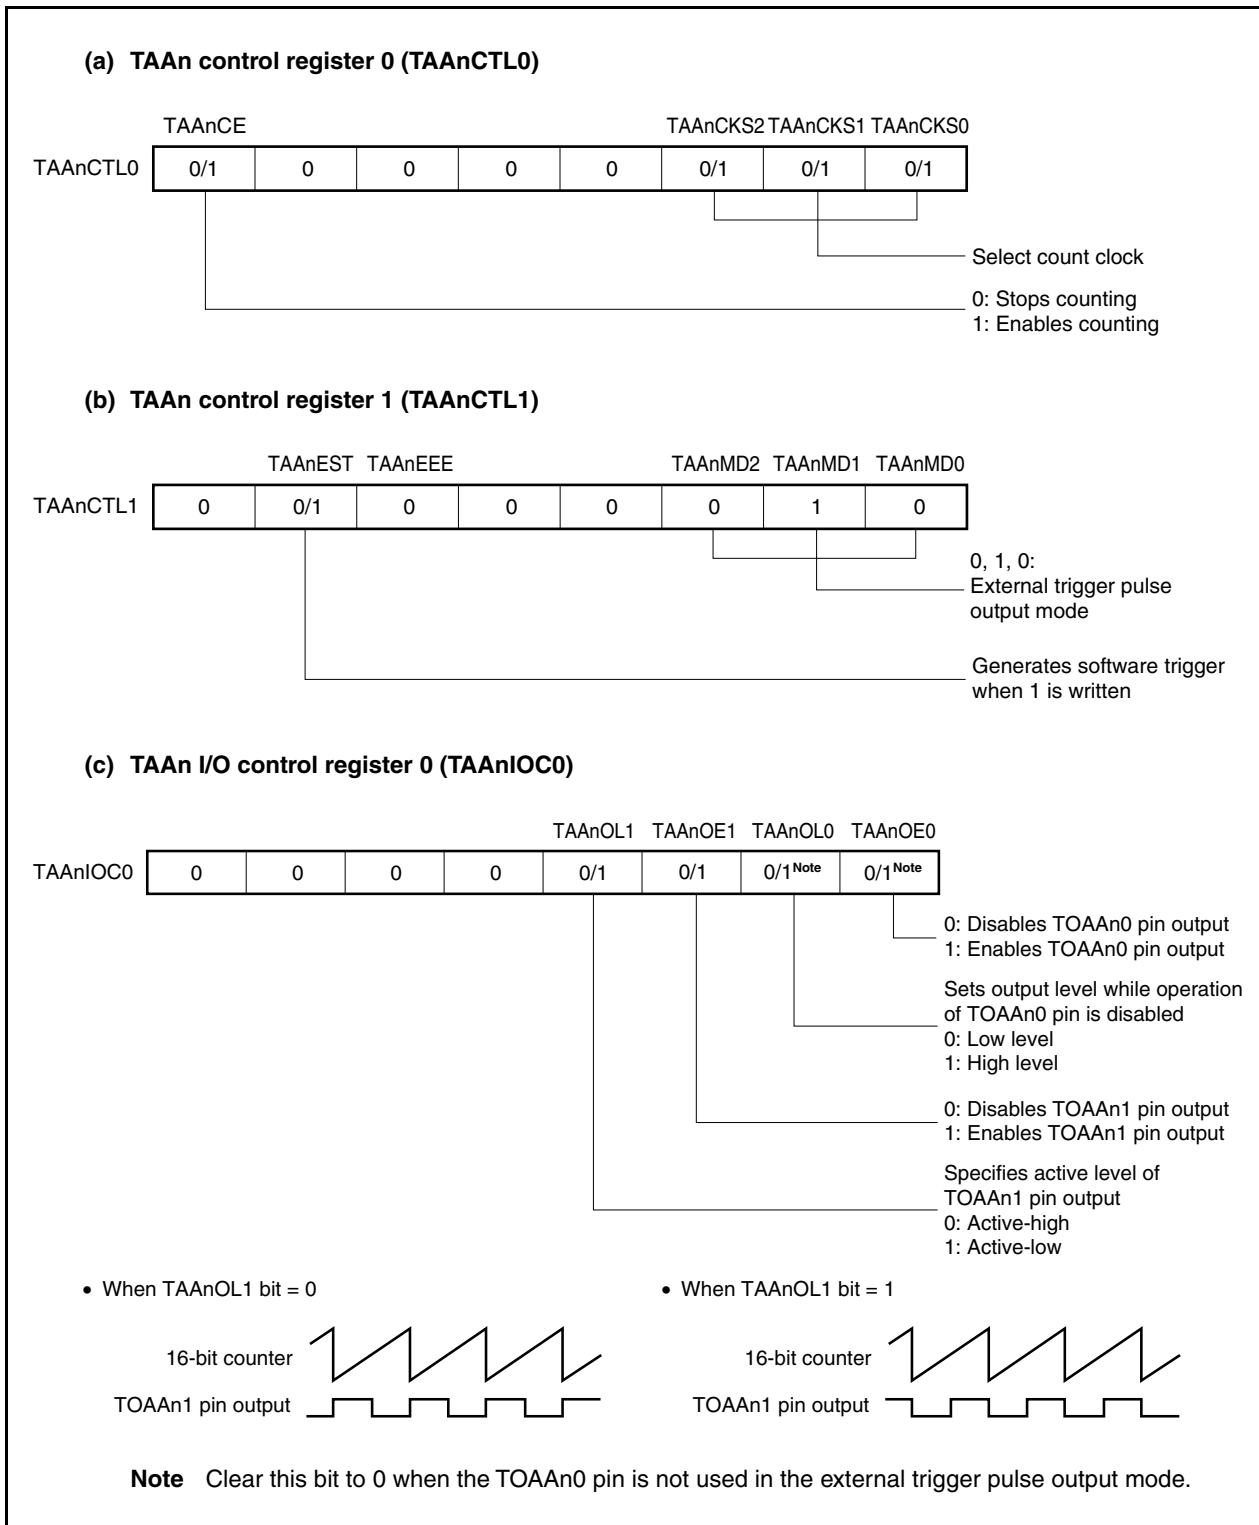 (a) TAAn control register 0 (TAAnCTL0)
TAAnCE TAAnCKS2 TAAnCKS1 TAAnCKS0
TAAnCTL0 0/1 0 0 0 0 0/1 0/1 0/1
Select count clock
0: Stops counting
1: Enables counting
(b) TAAn control register 1 (TAAnCTL1)
TAAnEST TAAnEEE TAAnMD2 TAAnMD1 TAAnMD0
TAAnCTL1 0 0/1 0 0 0 0 1 0
0, 1, 0:
External trigger pulse
output mode
Generates software trigger
when 1 is written
(c) TAAn I/O control register 0 (TAAnIOC0)
TAAnOL1 TAAnOE1 TAAnOL0 TAAnOE0
TAAnIOC0 0 0 0 0 0/1 0/1 0/1Note 0/1Note
0: Disables TOAAn0 pin output
1: Enables TOAAn0 pin output
Sets output level while operation
of TOAAn0 pin is disabled
0: Low level
1: High level
0: Disables TOAAn1 pin output
1: Enables TOAAn1 pin output
Specifies active level of
TOAAn1 pin output
0: Active-high
1: Active-low
• When TAAnOL1 bit = 0 • When TAAnOL1 bit = 1
16-bit counter 16-bit counter
TOAAn1 pin output TOAAn1 pin output
Note Clear this bit to 0 when the TOAAn0 pin is not used in the external trigger pulse output mode.